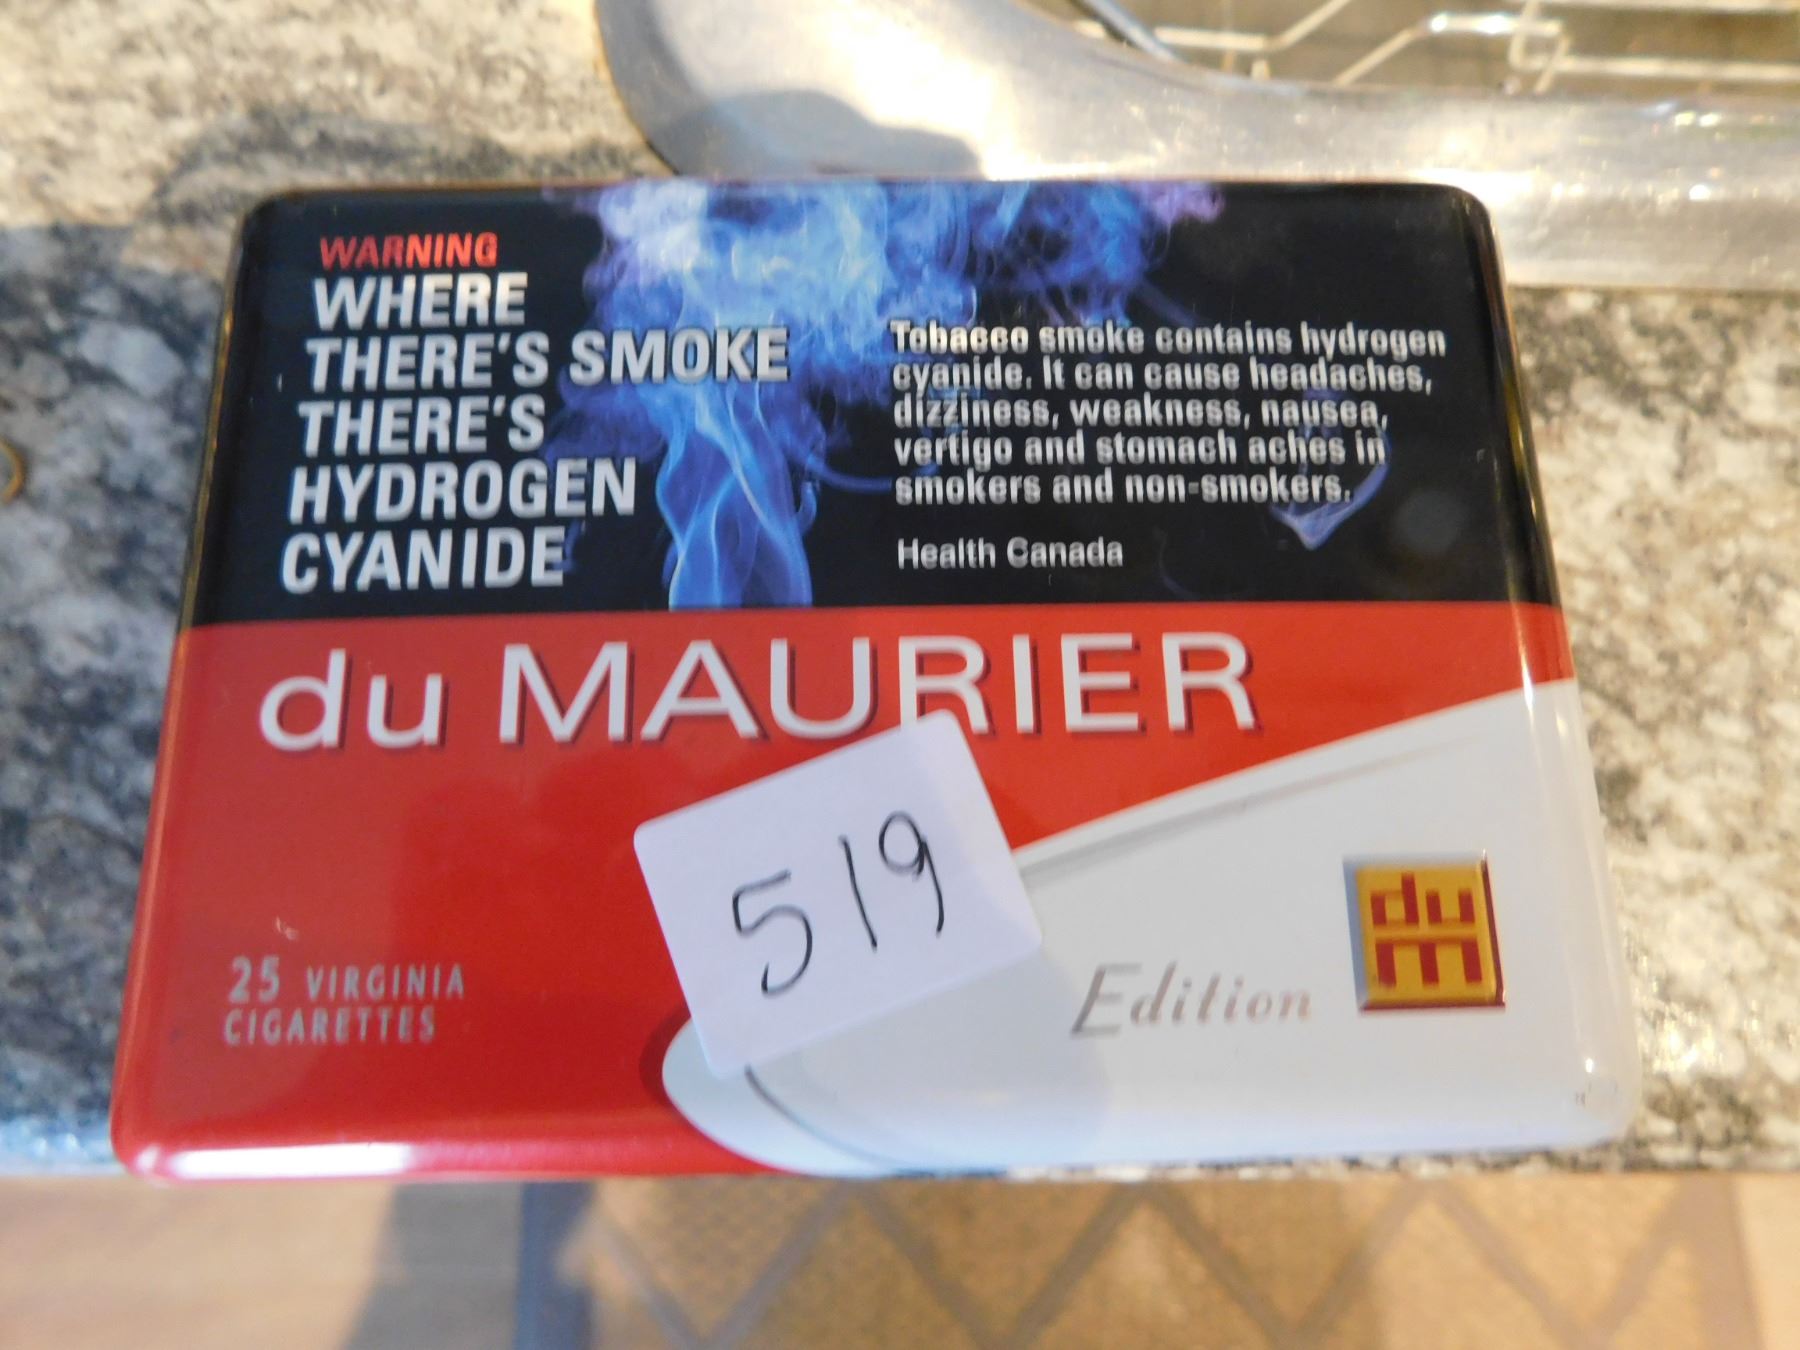 WARNING
WHERE
THERE'S SMOKE
THERE'S
HYDROGEN
CYANIDE
Tobacco smoke contains hydrogen
cyanide. It can cause headaches,
dizziness, weakness, nausea,
vertigo and stomach aches in
smokers and non-smokers.
Health Canada
du MAURIER
519
25 VIRGINIA
CIGARETTES
Edition
du
M